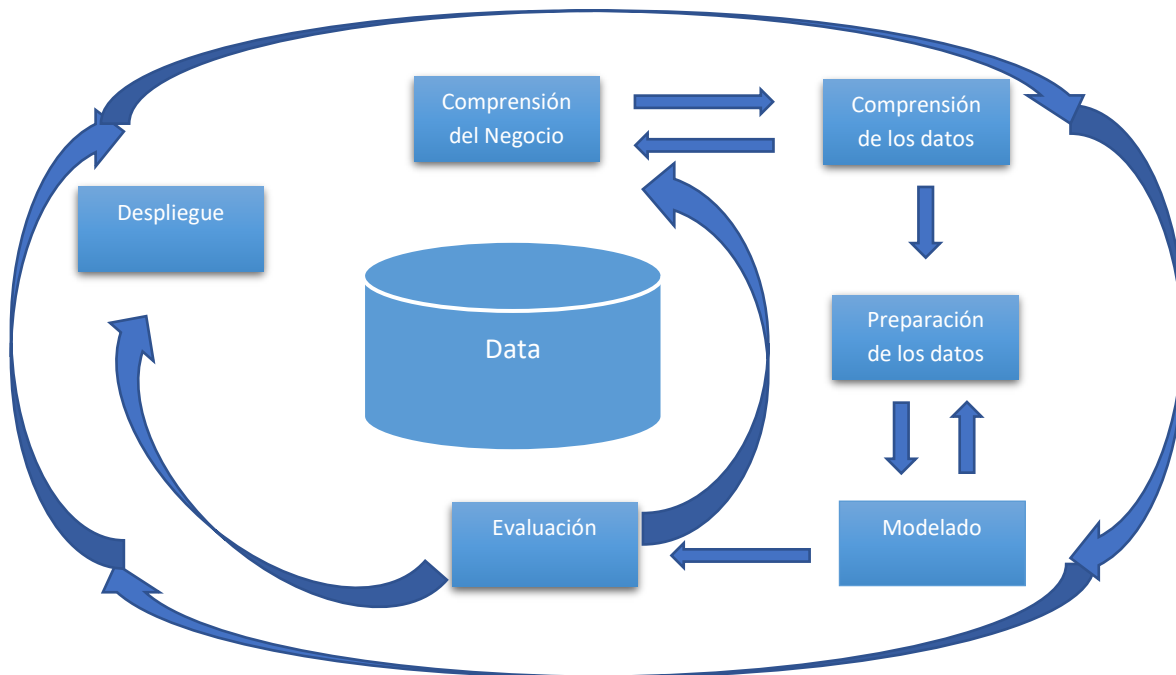 Comprensión
del Negocio
Comprensión
de los datos
Despliegue
Preparación
de los datos
Data
Evaluación
Modelado